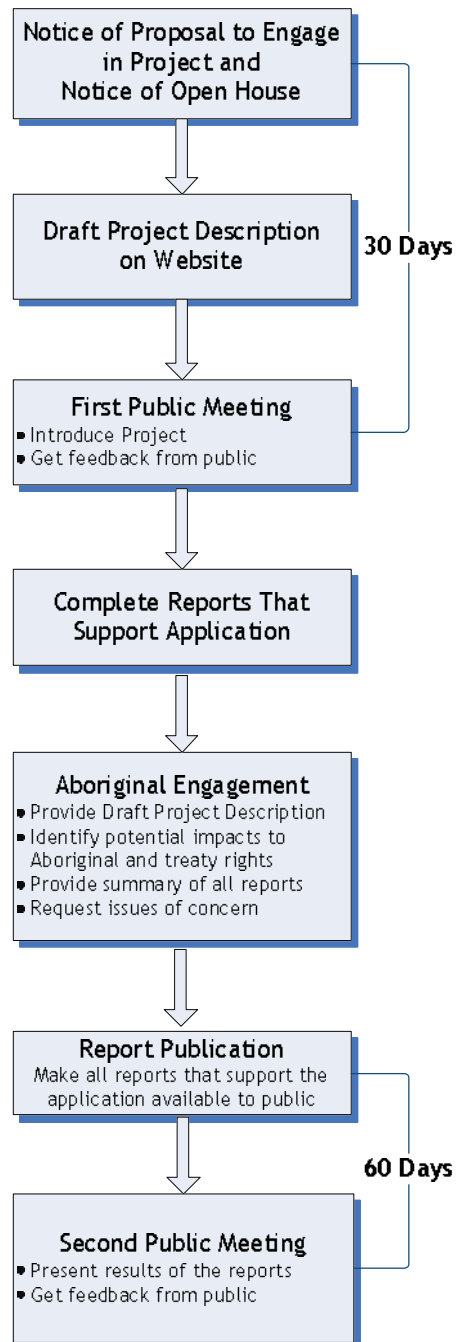 Notice of Proposal to Engage
in Project and
Notice of Open House
30 Days
Draft Project Description
on Website
First Public Meeting
▪ Introduce Project
▪ Get feedback from public
Complete Reports That
Support Application
Aboriginal Engagement
▪ Provide Draft Project Description
▪ Identify potential impacts to
Aboriginal and treaty rights
▪ Provide summary of all reports
▪ Request issues of concern
Report Publication
Make all reports that support the
application available to public
60 Days
Second Public Meeting
▪ Present results of the reports
▪ Get feedback from public